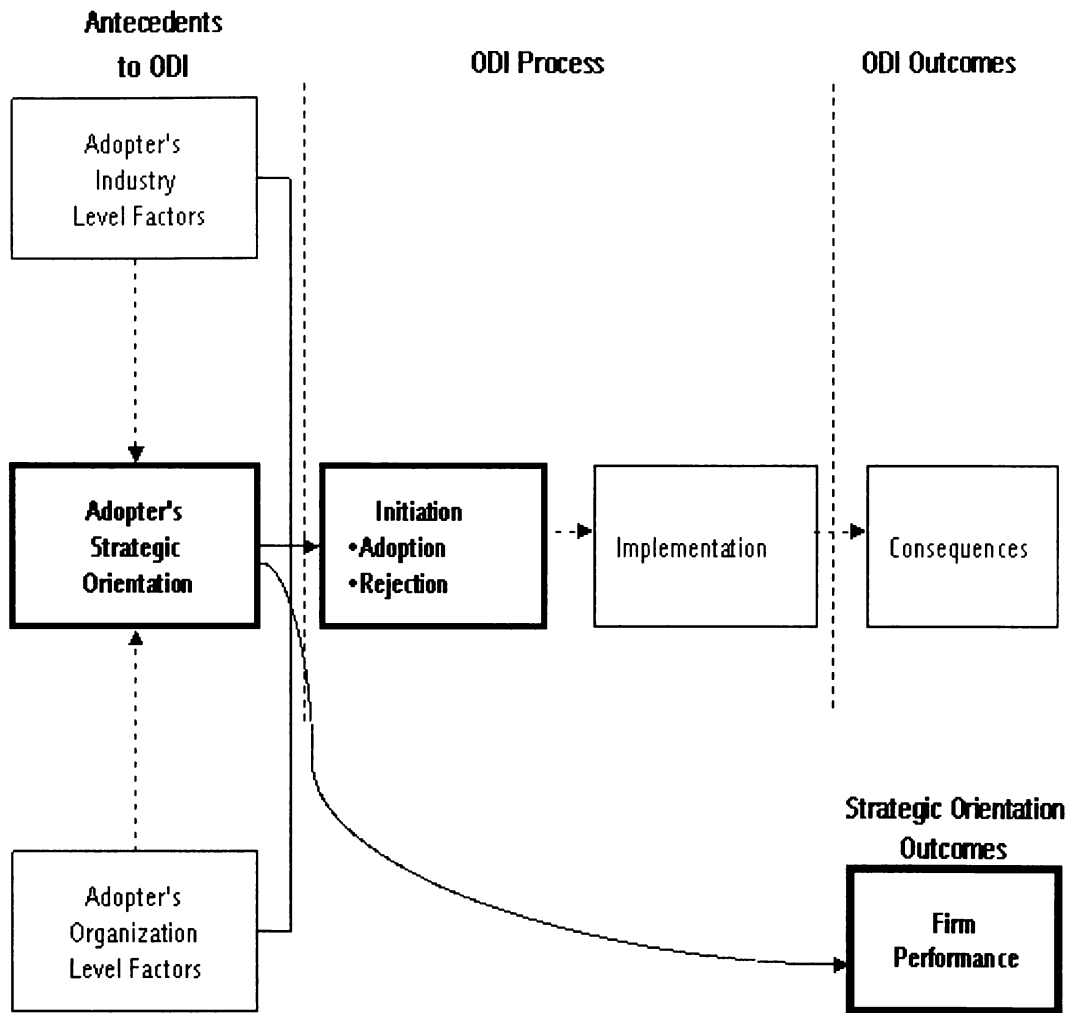 Antecedents
to ODI
ODI Process
ODI Outcomes
Adopter's
Industry
Level Factors
Adopter's
Strategic
Orientation
Initiation
•Adoption
•Rejection
Implementation
Consequences
Adopter's
Organization
Level Factors
Strategic Orientation
Outcomes
Firm
Performance